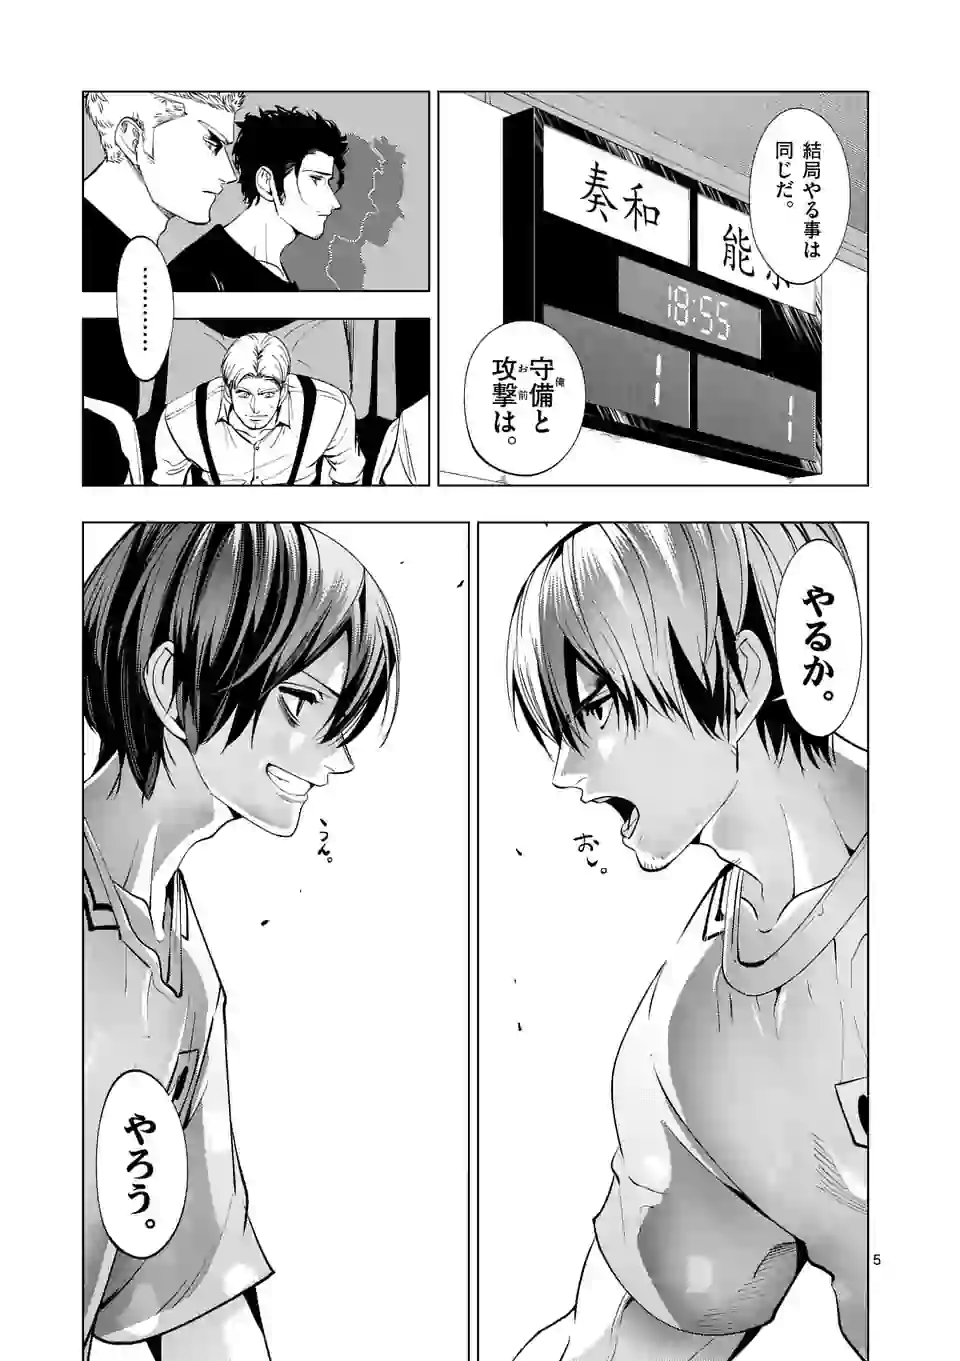 結局やる事は
同じだ。
奏和
能
18:55
1
1
守備と
俺
攻撃は。
お前
………
やるか。
おし。
うん。
やろう。
5